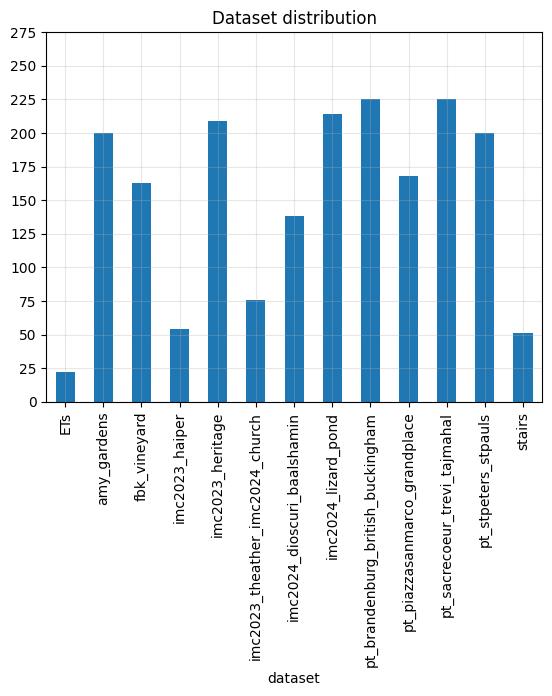 Dataset distribution
275
250
225
200
175
150
125
100
75
50
25
0
ETs
amy_gardens
fbk_vineyard
imc2023_haiper
imc2023_heritage
imc2023_theather_imc2024_church
imc2024_dioscuri_baalshamin
imc2024_lizard_pond
pt_brandenburg_british_buckingham
pt_piazzasanmarco_grandplace
pt_sacrecoeur_trevi_tajmahal
pt_stpeters_stpauls
stairs
dataset